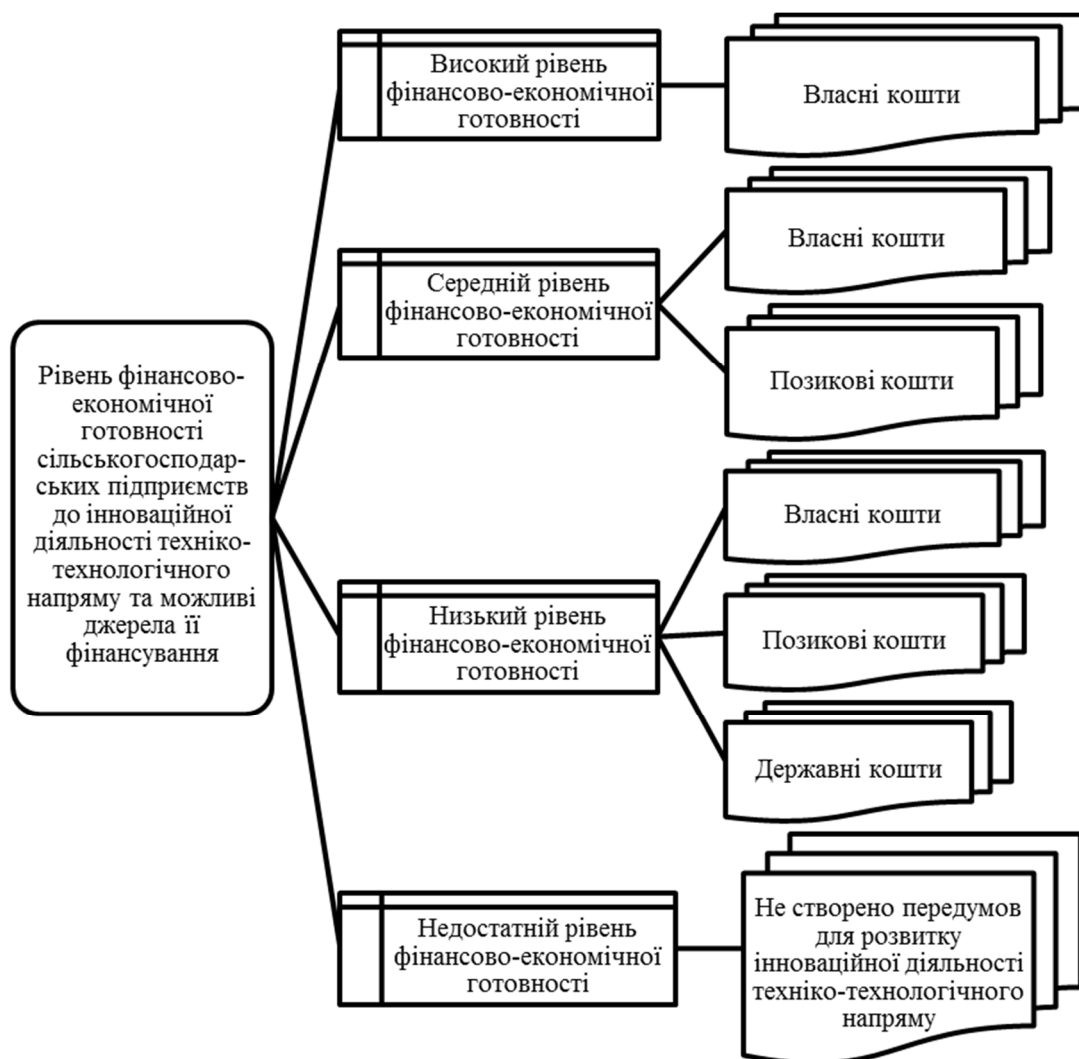 Рівень фінансово-
економічної
готовності
сільськогосподар-
ських підприємств
до інноваційної
діяльності техніко-
технологічного
напряму та можливі
джерела її
фінансування
Високий рівень
фінансово-економічної
готовності
Власні кошти
Середній рівень
фінансово-економічної
готовності
Власні кошти
Позикові кошти
Низький рівень
фінансово-економічної
готовності
Власні кошти
Позикові кошти
Державні кошти
Недостатній рівень
фінансово-економічної
готовності
Не створено передумов
для розвитку
інноваційної діяльності
техніко-технологічного
напряму